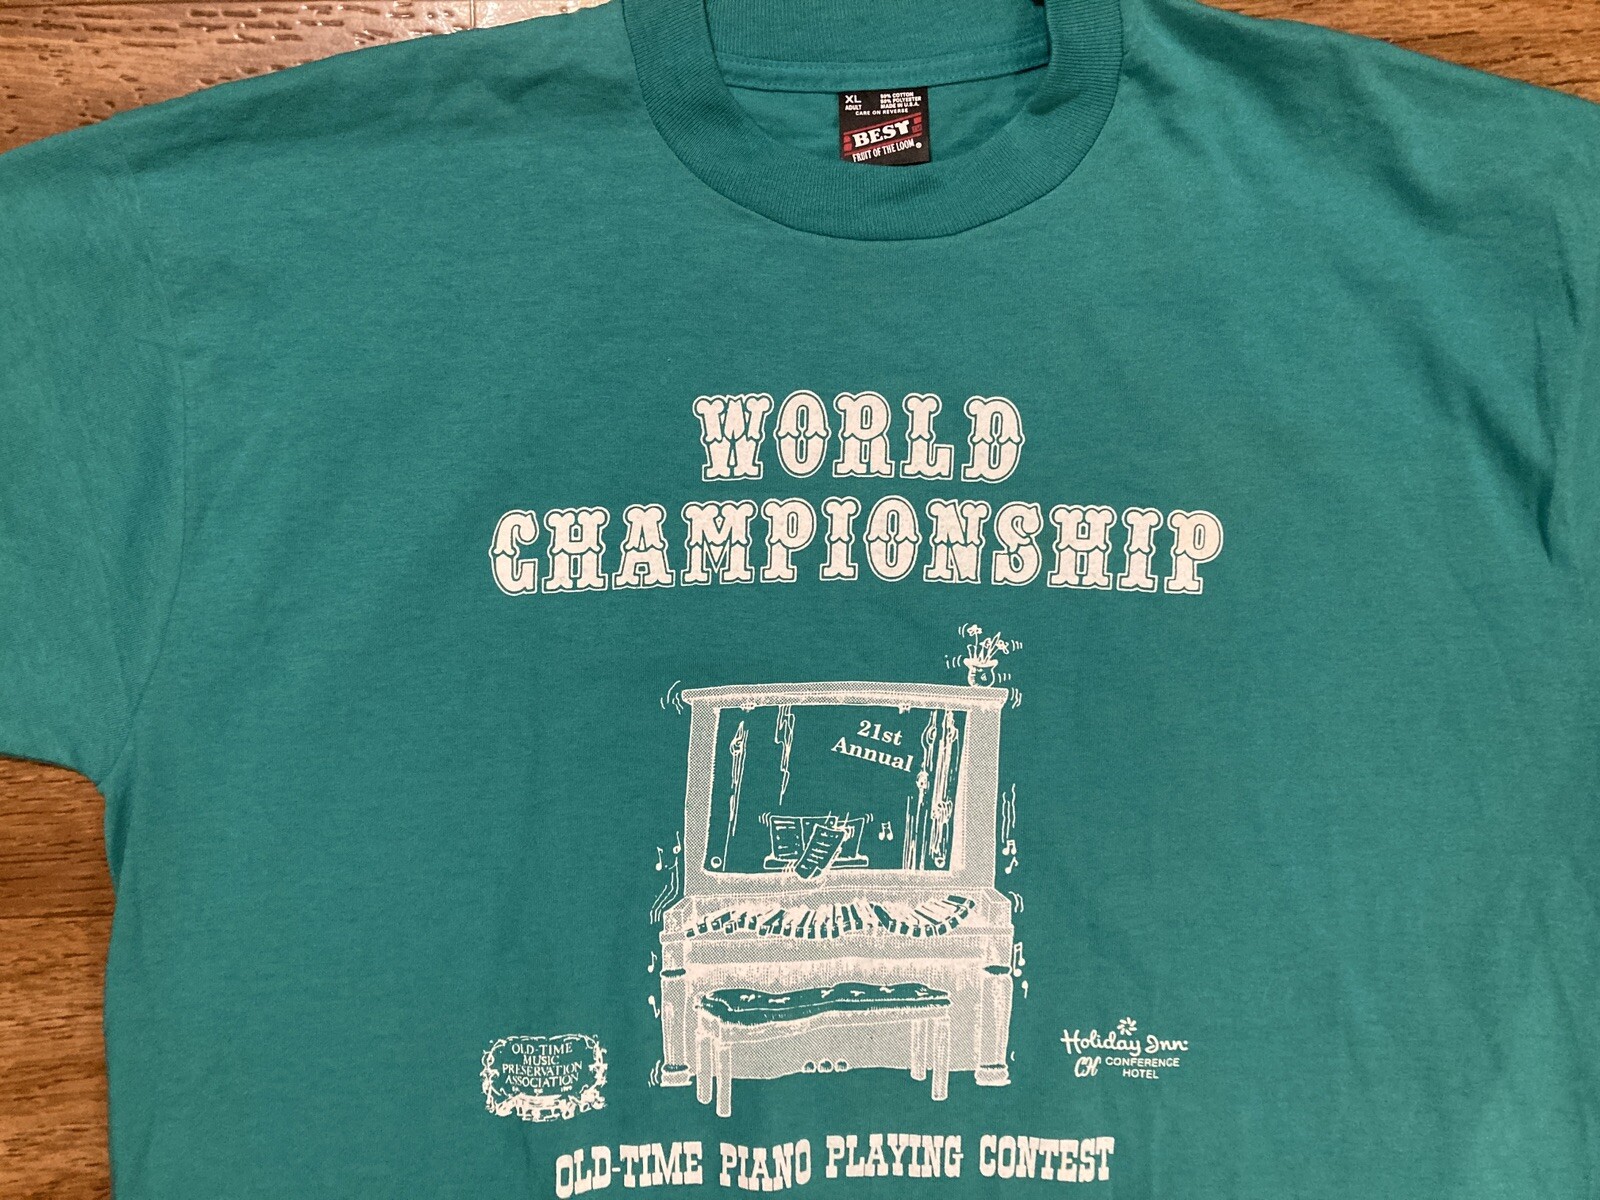 XL
ADULT
50% COTTON
50% POLYESTER
MADE IN U.S.A.
CARE ON REVERSE
BEST
FRUIT OF THE LOOM
WORLD
CHAMPIONSHIP
21st
Annual
OLD-TIME
MUSIC
PRESERVATION
ASSOCIATION
Holiday Inn
CH CONFERENCE
HOTEL
OLD-TIME PIANO PLAYING CONTEST